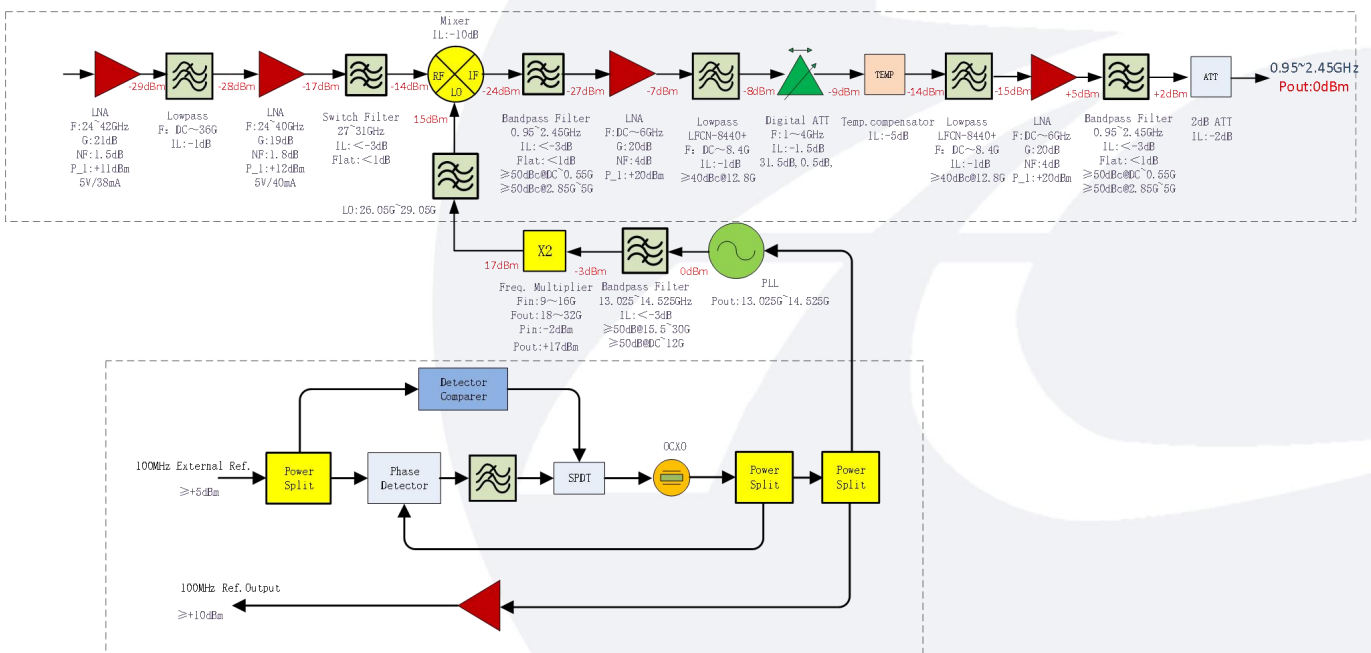 Mixer
IL:-10dB
RF
IF
LO
-29dBm
-28dBm
-17dBm
-14dBm
-24dBm
-27dBm
-7dBm
-8dBm
-9dBm
-14dBm
-15dBm
+5dBm
+2dBm
TEMP
ATT
0.95~2.45GHz
Pout:0dBm
15dBm
LNA
F:24~42GHz
G:21dB
NF:1.5dB
P_1:+11dBm
5V/38mA
Lowpass
F: DC~36G
IL:-1dB
LNA
F:24~40GHz
G:19dB
NF:1.8dB
P_1:+12dBm
5V/40mA
Switch Filter
27~31GHz
IL:<-3dB
Flat:<1dB
Bandpass Filter
0.95~2.45GHz
IL:<-3dB
Flat:<1dB
≥50dBc@DC~0.55G
≥50dBc@2.85G~5G
LNA
F:DC~6GHz
G:20dB
NF:4dB
P_1:+20dBm
Lowpass
LFCN-8440+
F: DC~8.4G
IL:-1dB
≥40dBc@12.8G
Digital ATT
F:1~4GHz
IL:-1.5dB
31.5dB,0.5dB,
Temp.compensator
IL:-5dB
Lowpass
LFCN-8440+
F: DC~8.4G
IL:-1dB
≥40dBc@12.8G
LNA
F:DC~6GHz
G:20dB
NF:4dB
P_1:+20dBm
Bandpass Filter
0.95~2.45GHz
IL:<-3dB
Flat:<1dB
≥50dBc@DC~0.55G
≥50dBc@2.85G~5G
2dB ATT
IL:-2dB
LO:26.05G~29.05G
X2
17dBm
-3dBm
0dBm
Freq. Multiplier
Fin:9~16G
Fout:18~32G
Pin:-2dBm
Pout:+17dBm
Bandpass Filter
13.025~14.525GHz
IL:<-3dB
≥50dB@15.5~30G
≥50dB@DC~12G
PLL
Pout:13.025G~14.525G
Detector
Comparer
100MHz External Ref.
≥+5dBm
Power
Split
Phase
Detector
SPDT
OCXO
Power
Split
Power
Split
100MHz Ref.Output
≥+10dBm